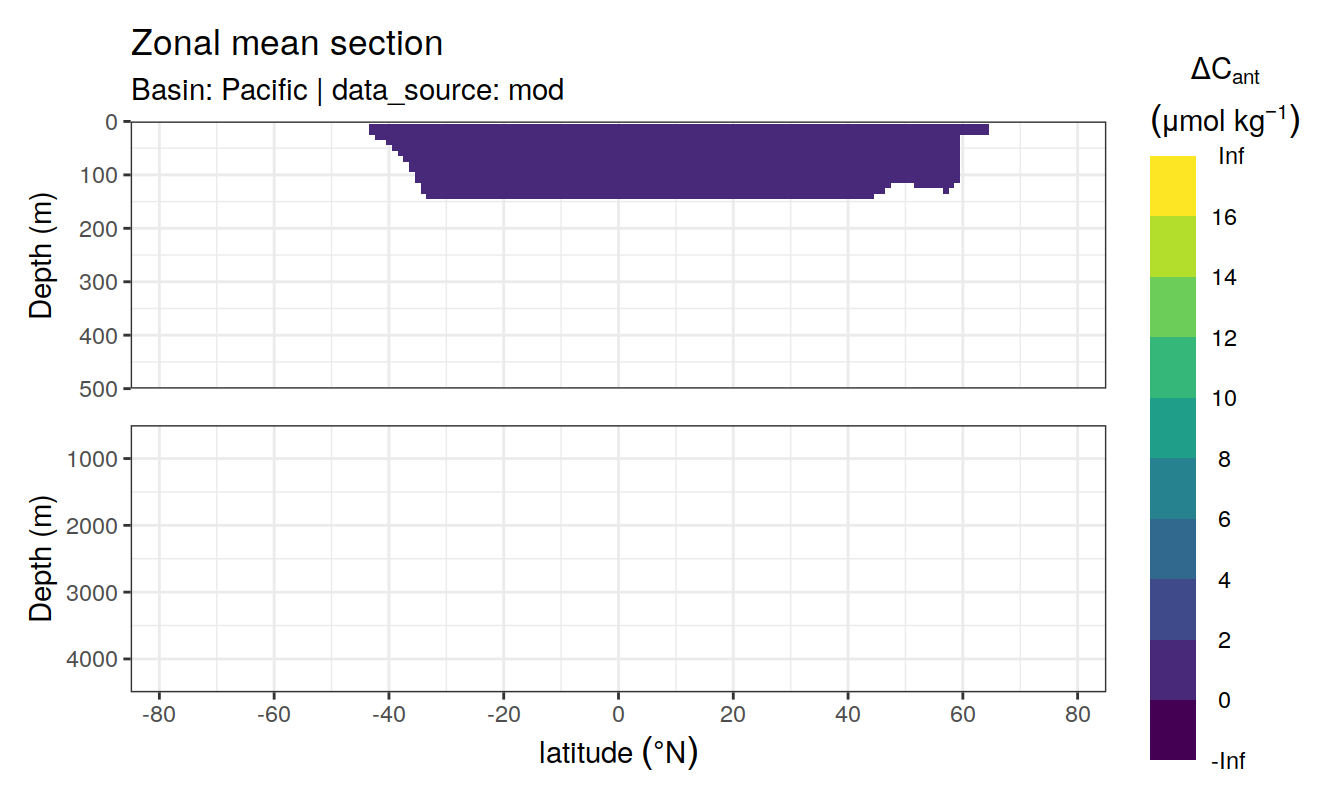 Zonal mean section
Basin: Pacific | data_source: mod
ΔCant
(μmol kg⁻¹)
Inf
16
14
12
10
8
6
4
2
0
-Inf
Depth (m)
0
100
200
300
400
500
Depth (m)
1000
2000
3000
4000
-80 -60 -40 -20 0 20 40 60 80
latitude (°N)